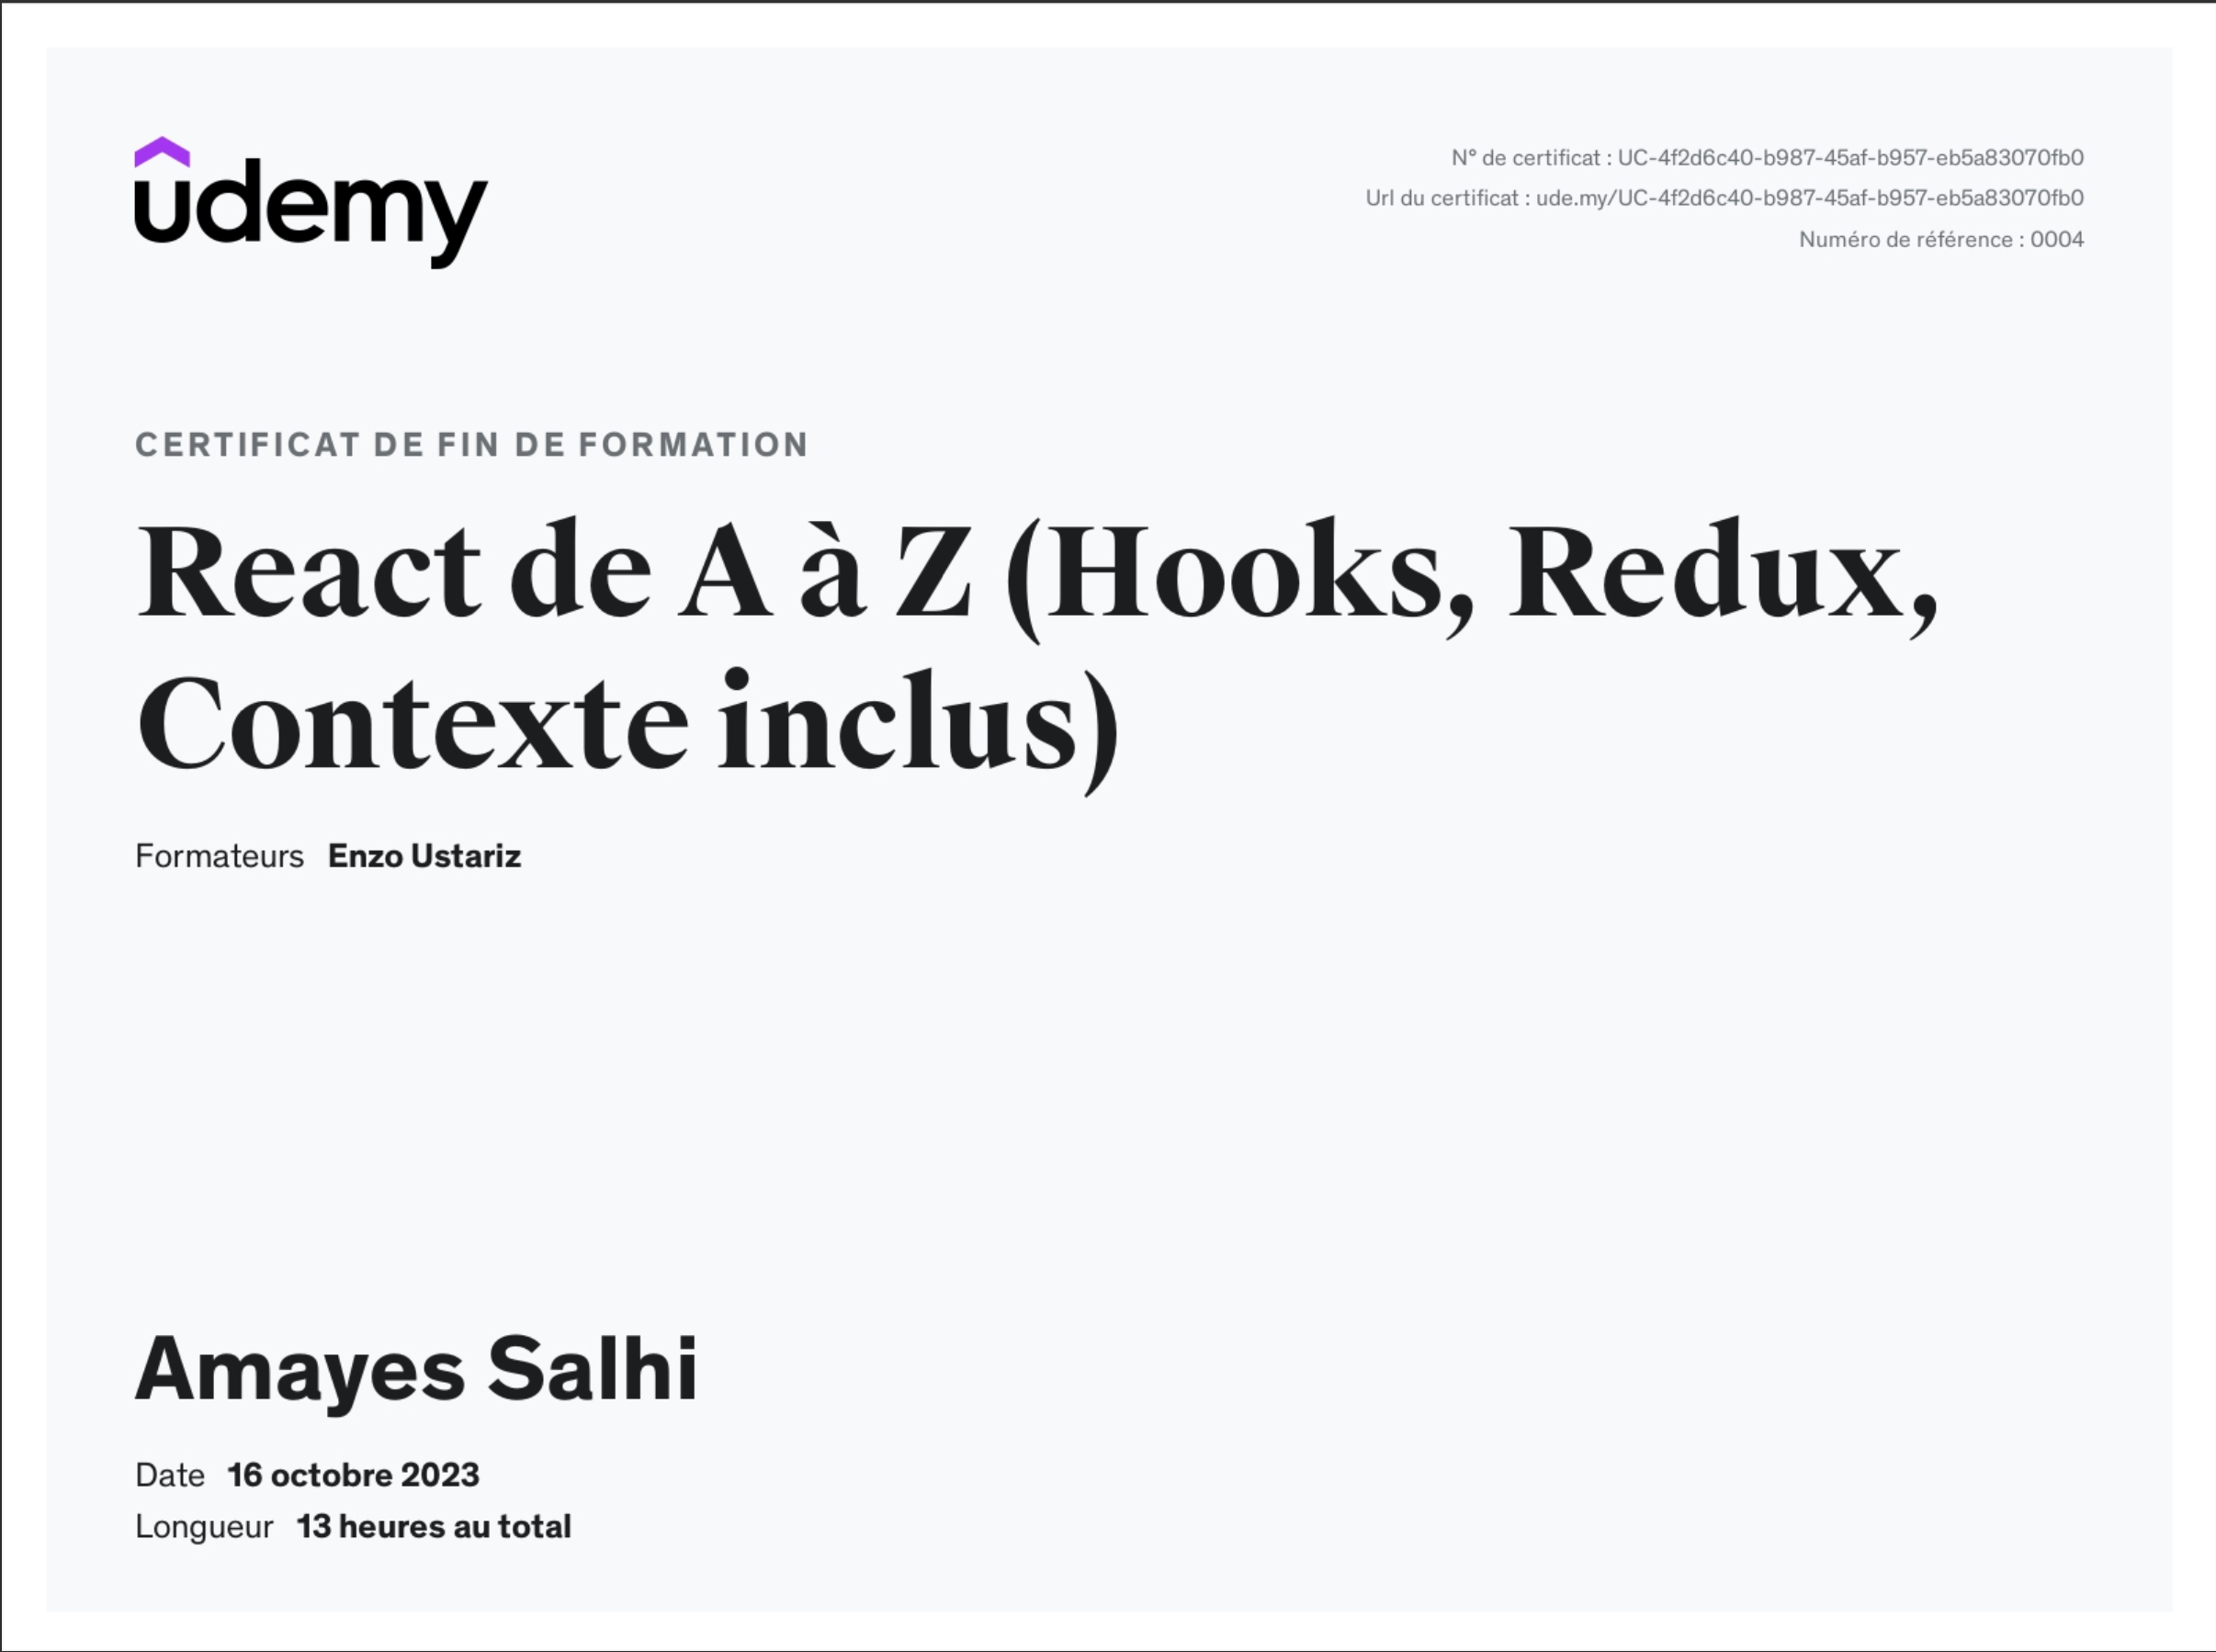 udemy
N° de certificat : UC-4f2d6c40-b987-45af-b957-eb5a83070fb0
Url du certificat : ude.my/UC-4f2d6c40-b987-45af-b957-eb5a83070fb0
Numéro de référence : 0004
CERTIFICAT DE FIN DE FORMATION
React de A à Z (Hooks, Redux,
Contexte inclus)
Formateurs Enzo Ustariz
Amayes Salhi
Date 16 octobre 2023
Longueur 13 heures au total